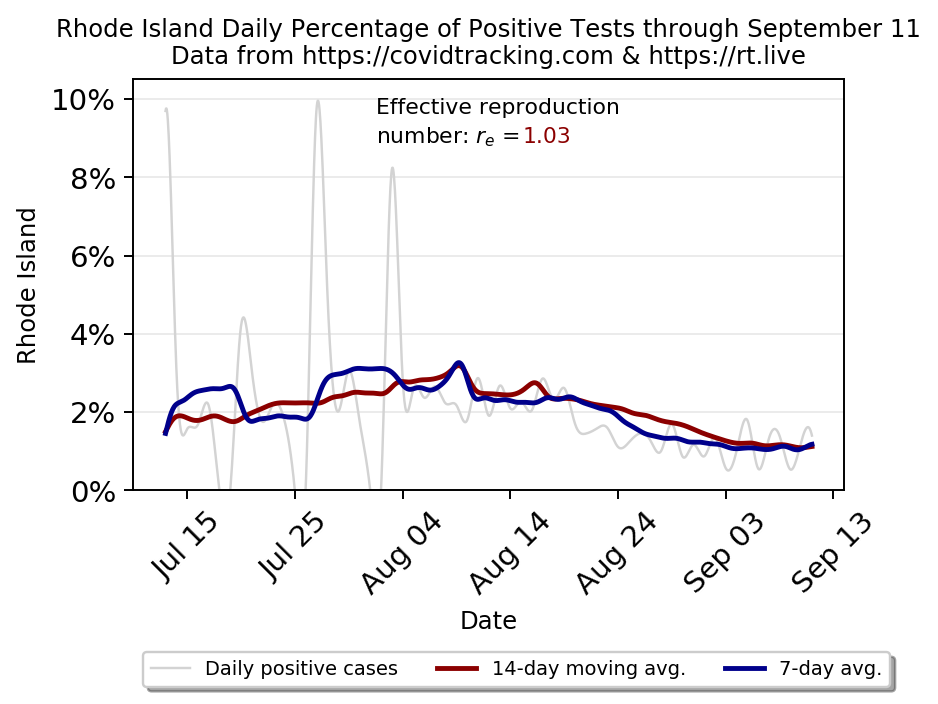 Rhode Island Daily Percentage of Positive Tests through September 11
Data from https://covidtracking.com & https://rt.live
Effective reproduction
number: rₑ =1.03
10%
8%
6%
4%
2%
0%
Rhode Island
Jul 15
Jul 25
Aug 04
Aug 14
Aug 24
Sep 03
Sep 13
Date
Daily positive cases
14-day moving avg.
7-day avg.